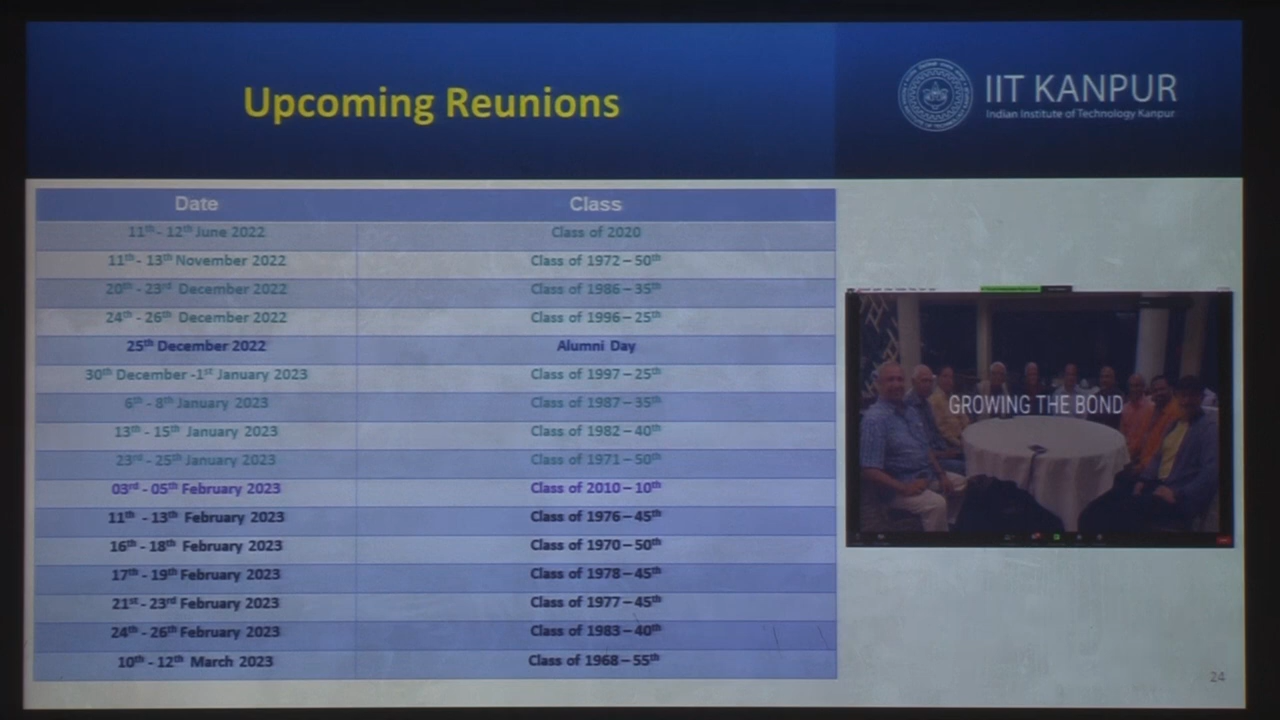 Upcoming Reunions
IIT KANPUR
Indian Institute of Technology Kanpur
Date Class
11th - 12th June 2022 Class of 2020
11th - 13th November 2022 Class of 1972 – 50th
20th - 23rd December 2022 Class of 1986 – 35th
24th - 26th December 2022 Class of 1996 – 25th
25th December 2022 Alumni Day
30th December -1st January 2023 Class of 1997 – 25th
6th - 8th January 2023 Class of 1987 – 35th
13th - 15th January 2023 Class of 1982 – 40th
23rd - 25th January 2023 Class of 1971 – 50th
03rd - 05th February 2023 Class of 2010 – 10th
11th - 13th February 2023 Class of 1976 – 45th
16th - 18th February 2023 Class of 1970 – 50th
17th - 19th February 2023 Class of 1978 – 45th
21st - 23rd February 2023 Class of 1977 – 45th
24th - 26th February 2023 Class of 1983 – 40th
10th - 12th March 2023 Class of 1968 – 55th
GROWING THE BOND
24